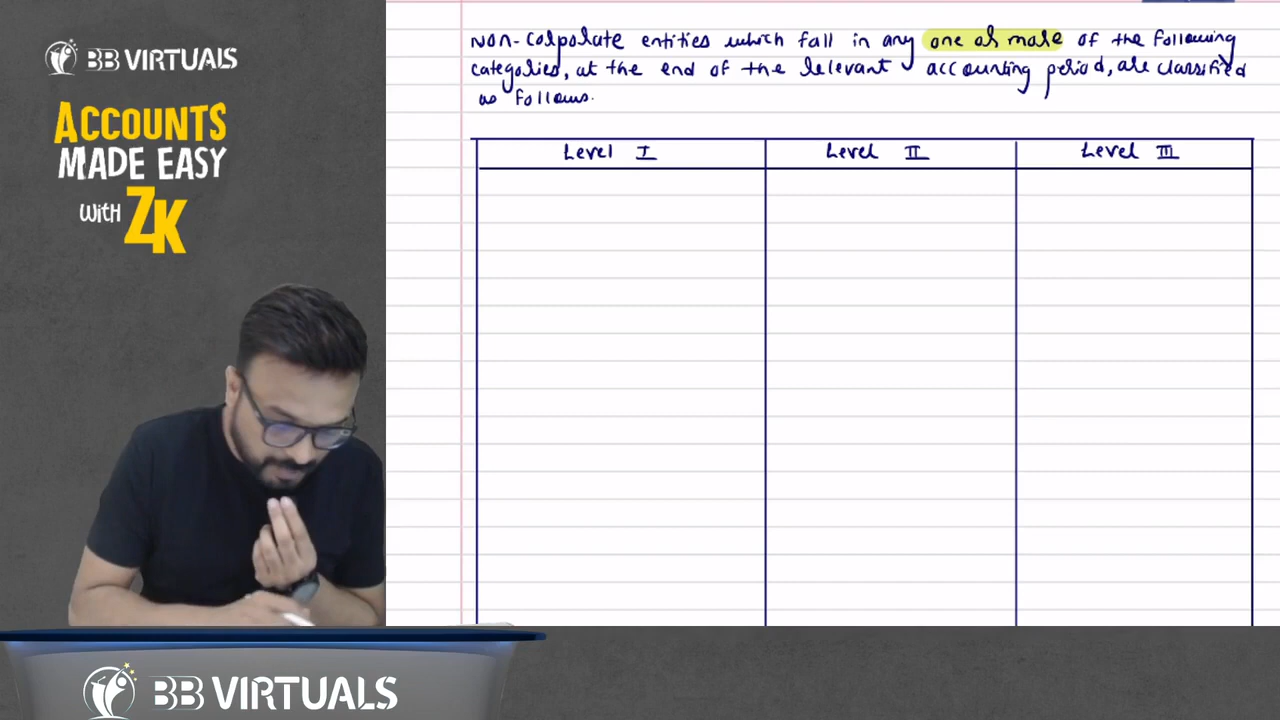 BB VIRTUALS
ACCOUNTS
MADE EASY
WITH ZK
Non-Corporate entities which fall in any one or more of the following
categories, at the end of the relevant accounting period, are classified
as follows.
Level I Level II Level III
BB VIRTUALS